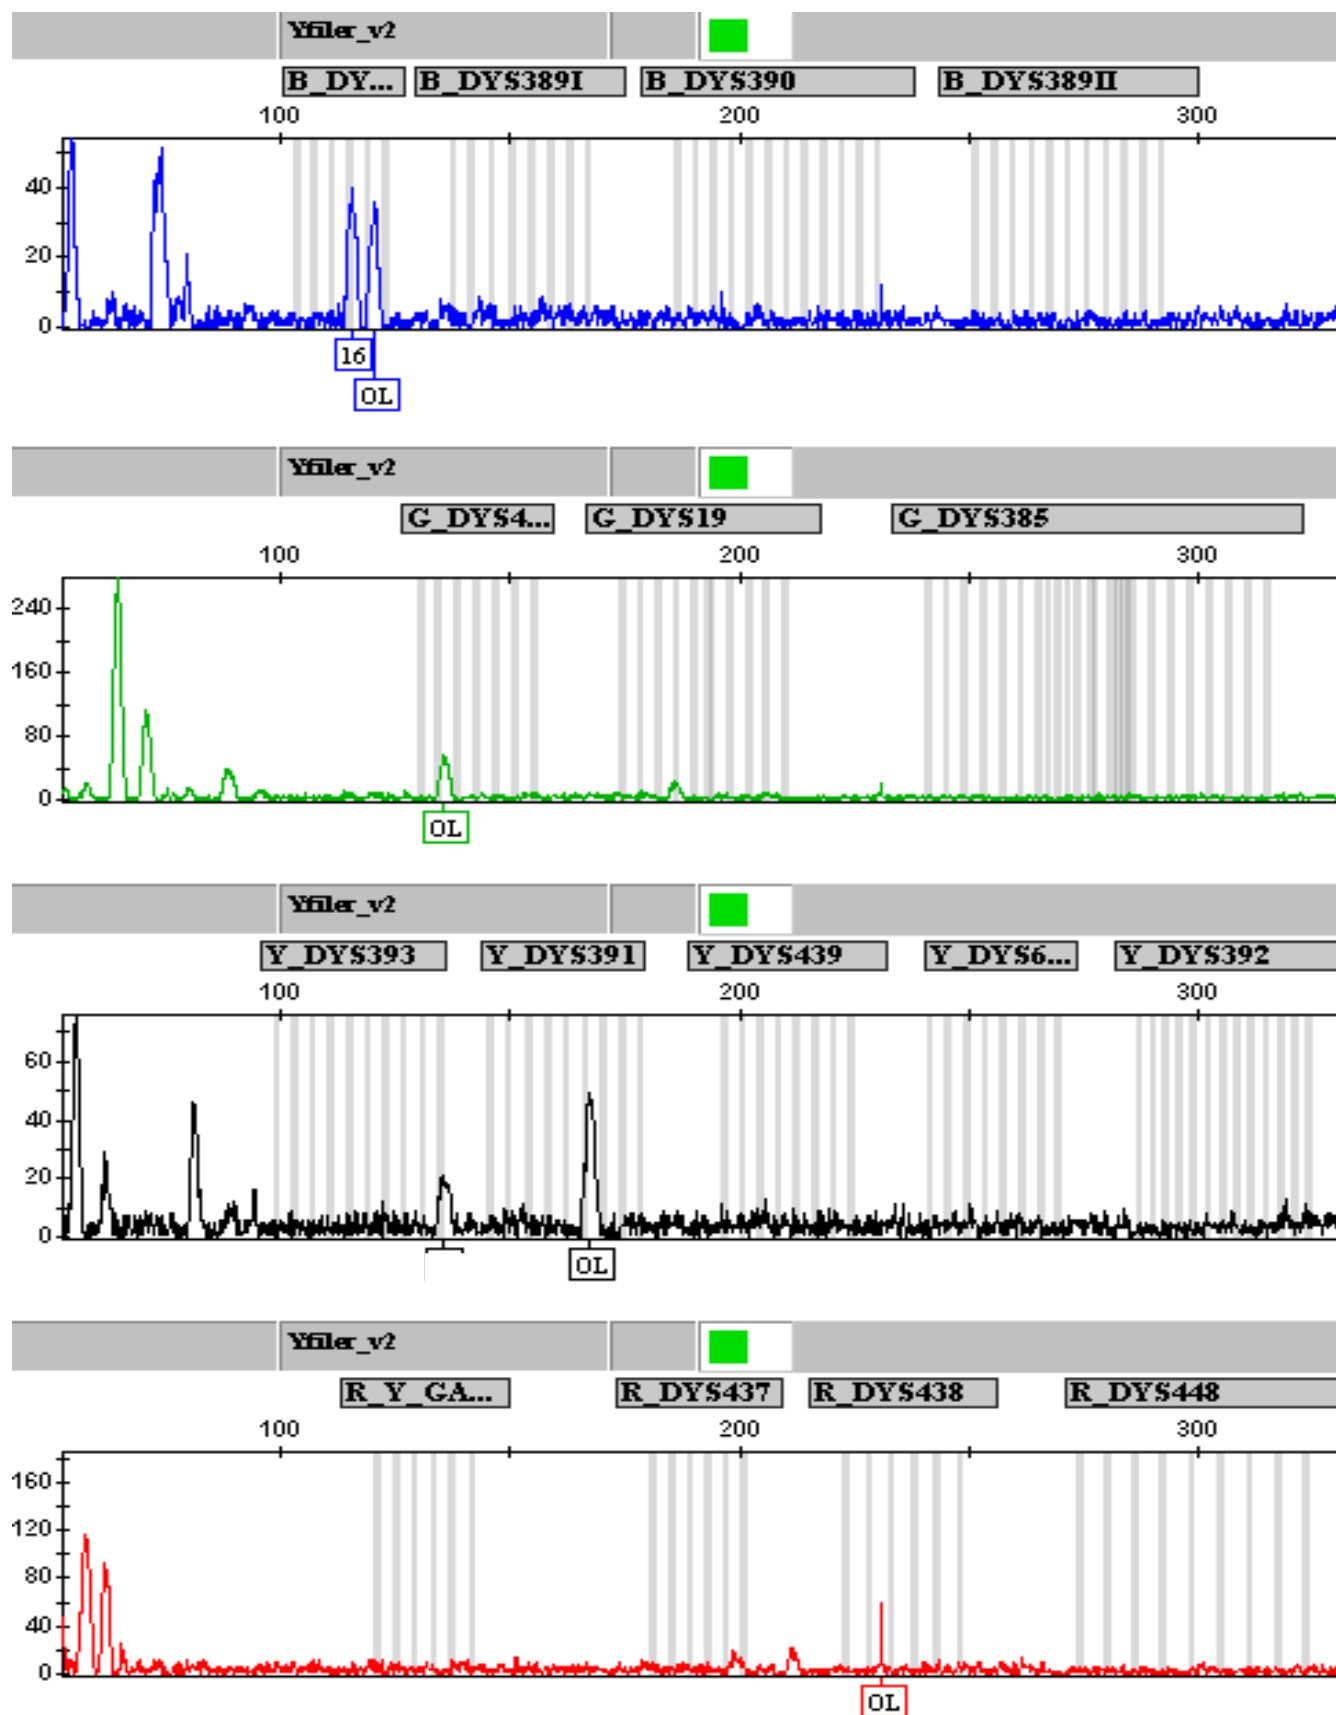 Yfiler_v2
B_DY... B_DYS389I B_DYS390 B_DYS389II
100 200 300
40
20
0
16
OL
Yfiler_v2
G_DYS4... G_DYS19 G_DYS385
100 200 300
240
160
80
0
OL
Yfiler_v2
Y_DYS393 Y_DYS391 Y_DYS439 Y_DYS6... Y_DYS392
100 200 300
60
40
20
0
OL
Yfiler_v2
R_Y_GA... R_DYS437 R_DYS438 R_DYS448
100 200 300
160
120
80
40
0
OL